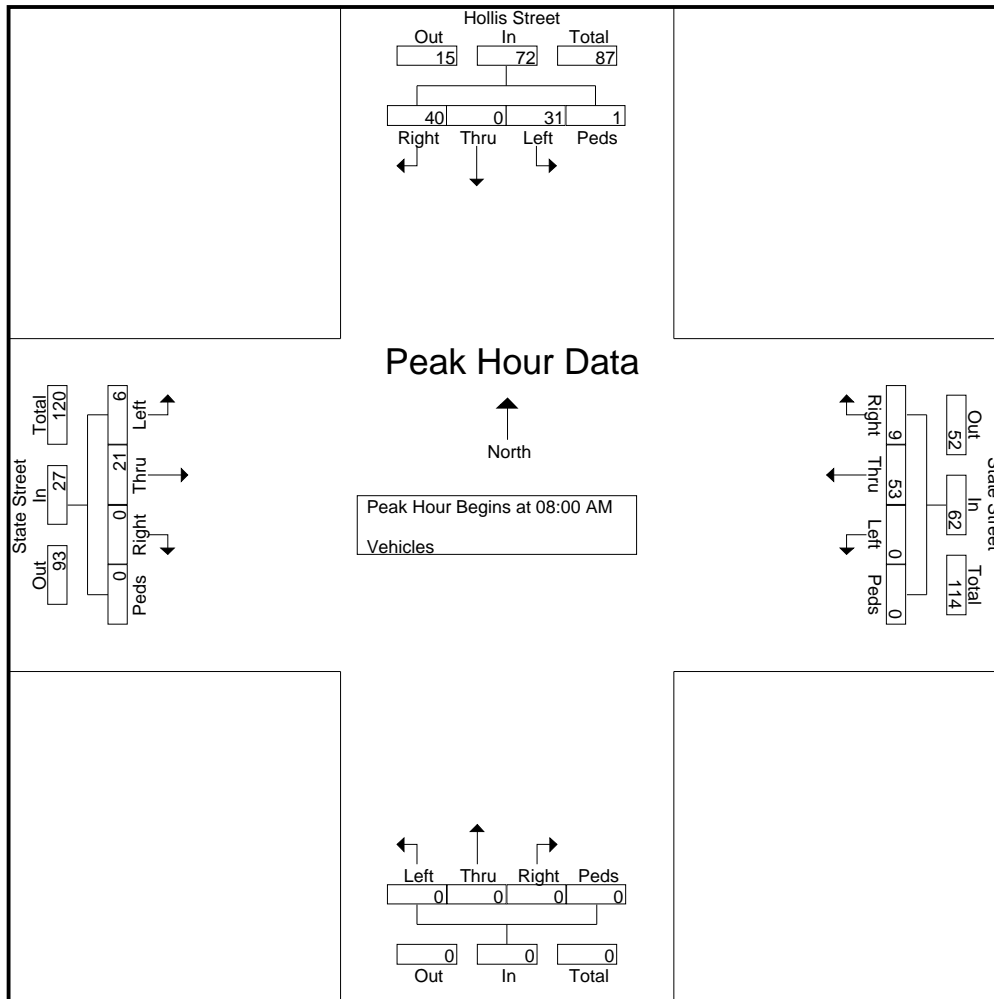 Hollis Street
Out In Total
15 72 87
40 0 31 1
Right Thru Left Peds
Peak Hour Data
North
Peak Hour Begins at 08:00 AM
Vehicles
State Street
Total In Out
120 27 93
6 21 0 0
Left Thru Right Peds
Right Thru Left Peds
9 53 0 0
Out In Total
52 62 114
State Street
Left Thru Right Peds
0 0 0 0
0 0 0
Out In Total